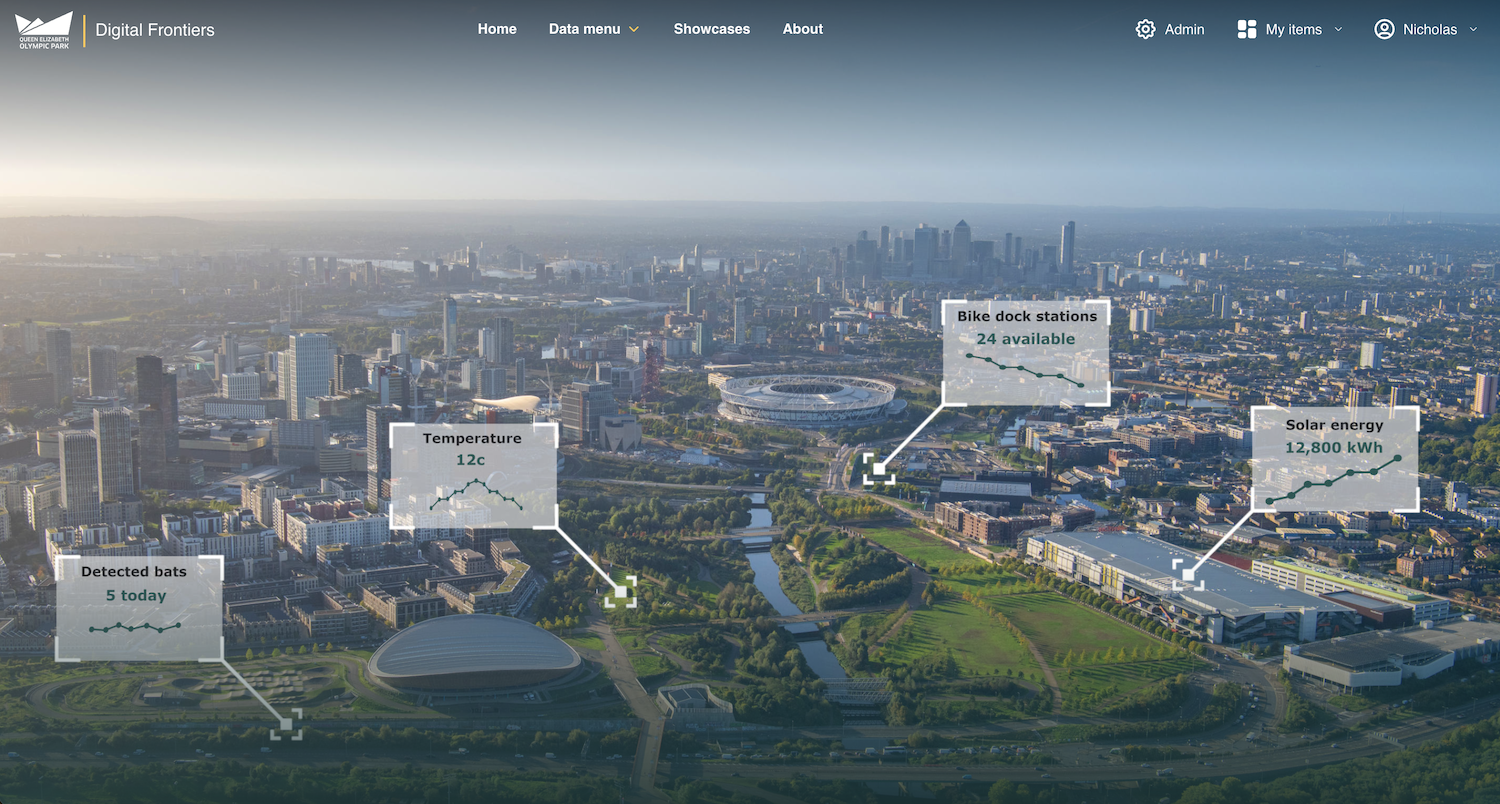 QUEEN ELIZABETH
OLYMPIC PARK
Digital Frontiers
Home
Data menu
Showcases
About
Admin
My items
Nicholas
Bike dock stations
24 available
Solar energy
12,800 kWh
Temperature
12c
Detected bats
5 today